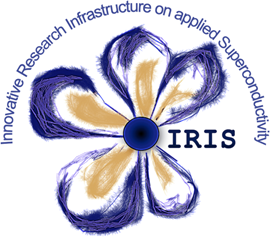 Innovative Research Infrastructure on applied Superconductivity
IRIS